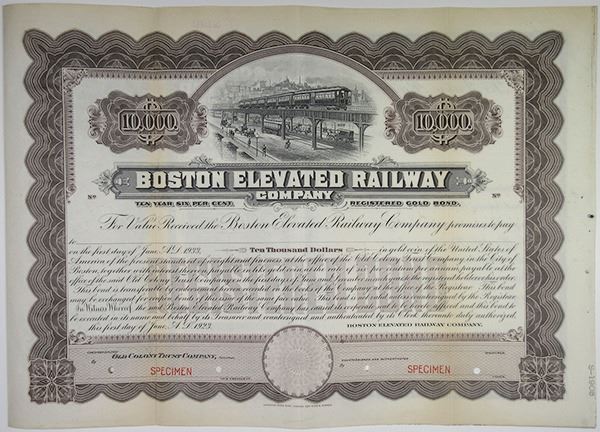 10,000.
10,000.
BOSTON ELEVATED RAILWAY
COMPANY
No
No
TEN YEAR SIX PER CENT.
REGISTERED GOLD BOND.
For Value Received the Boston Elevated Railway Company promises to pay
to
on the first day of June, A.D. 1933, Ten Thousand Dollars in gold coin of the United States of
America of the present standard of weight and fineness at the office of the Old Colony Trust Company in the City of
Boston, together with interest thereon payable in like gold coin at the rate of six per centum per annum, payable at the
office of the said Old Colony Trust Company on the first days of June and December in each year to the registered holder
This bond is transferable by endorsement hereon recorded on the books of the Company at the office of the Registrar. This bond
may be exchanged for coupon bonds of this issue of the same face value. This bond is not valid unless countersigned by the Registrar.
In Witness Whereof, the said Boston Elevated Railway Company has caused its corporate seal to be hereto affixed and this bond to
be executed in its name and behalf by its Treasurer and countersigned and authenticated by its Clerk thereunto duly authorized,
this first day of June, A.D. 1923.
BOSTON ELEVATED RAILWAY COMPANY,
COUNTERSIGNED
OLD COLONY TRUST COMPANY,
COUNTERSIGNED AND AUTHENTICATED
SPECIMEN
SPECIMEN
S-1908